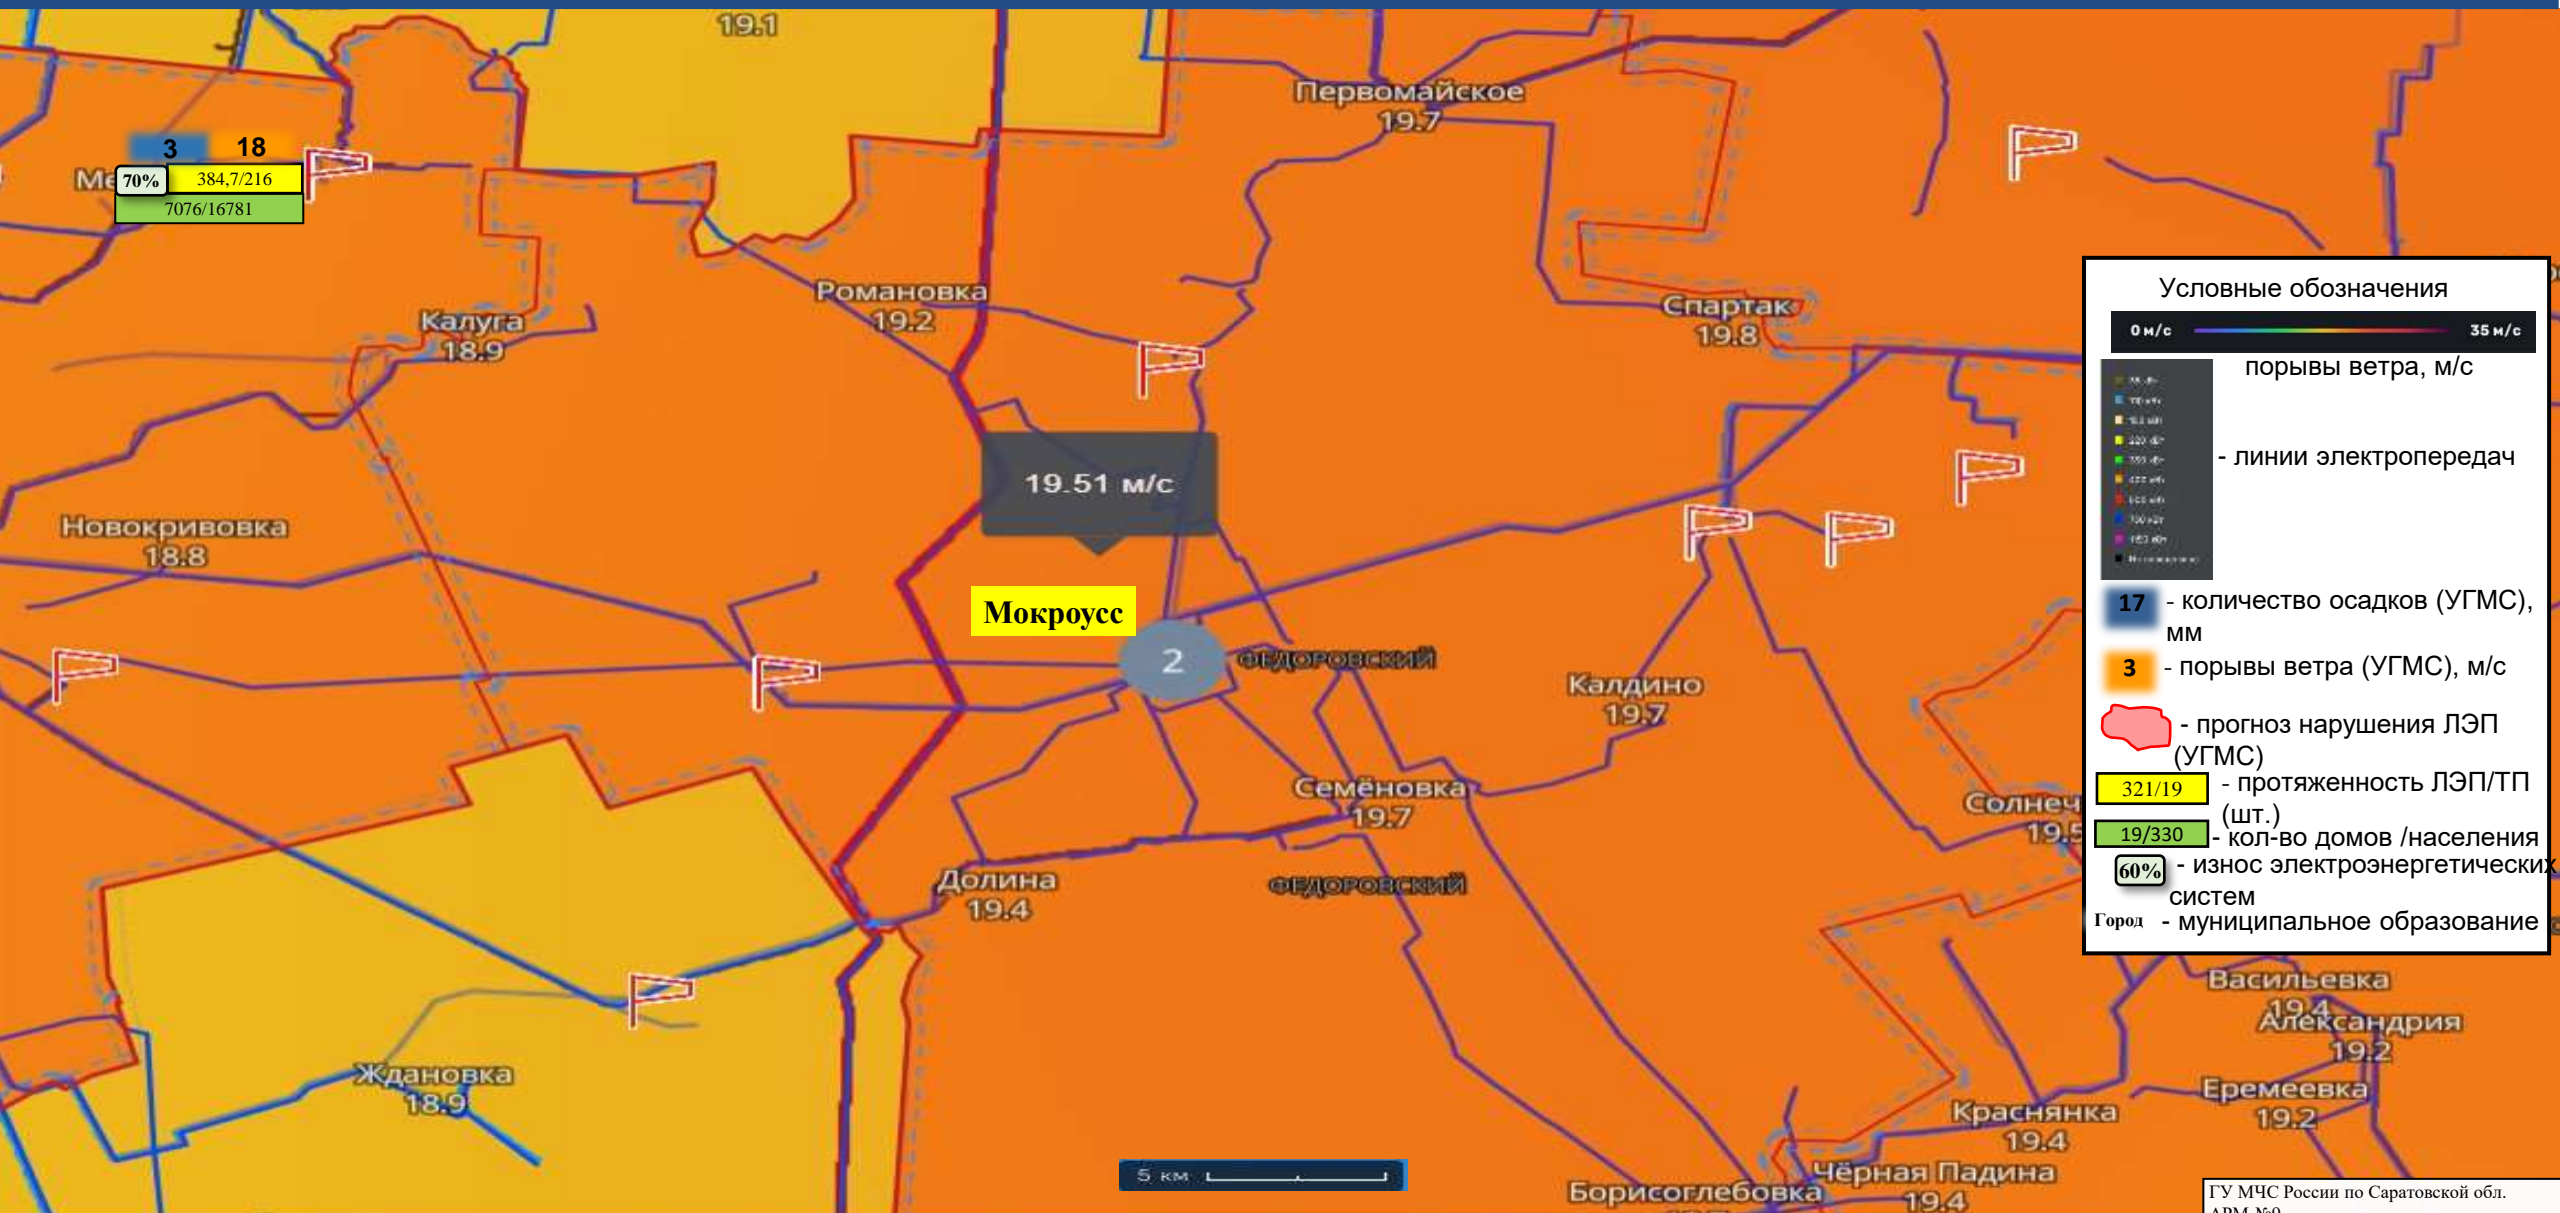 19.1
Первомайское
19.7
3
18
70%
384,7/216
7076/16781
Романовка
19.2
Калуга
18.9
Спартак
19.8
19.51 м/с
Новокривовка
18.8
Мокроусс
2
ФЕДОРОВСКИЙ
Калдино
19.7
Семёновка
19.7
Долина
19.4
ФЕДОРОВСКИЙ
Ждановка
18.9
5 км
Васильевка
19.4
Александрия
19.2
Еремеевка
19.2
Краснянка
19.4
Чёрная Падина
19.4
Борисоглебовка
Условные обозначения
0 м/с
35 м/с
порывы ветра, м/с
- линии электропередач
17 - количество осадков (УГМС),
мм
3 - порывы ветра (УГМС), м/с
- прогноз нарушения ЛЭП
(УГМС)
321/19 - протяженность ЛЭП/ТП
(шт.)
19/330 - кол-во домов /населения
60% - износ электроэнергетических
систем
Город - муниципальное образование
ГУ МЧС России по Саратовской обл.